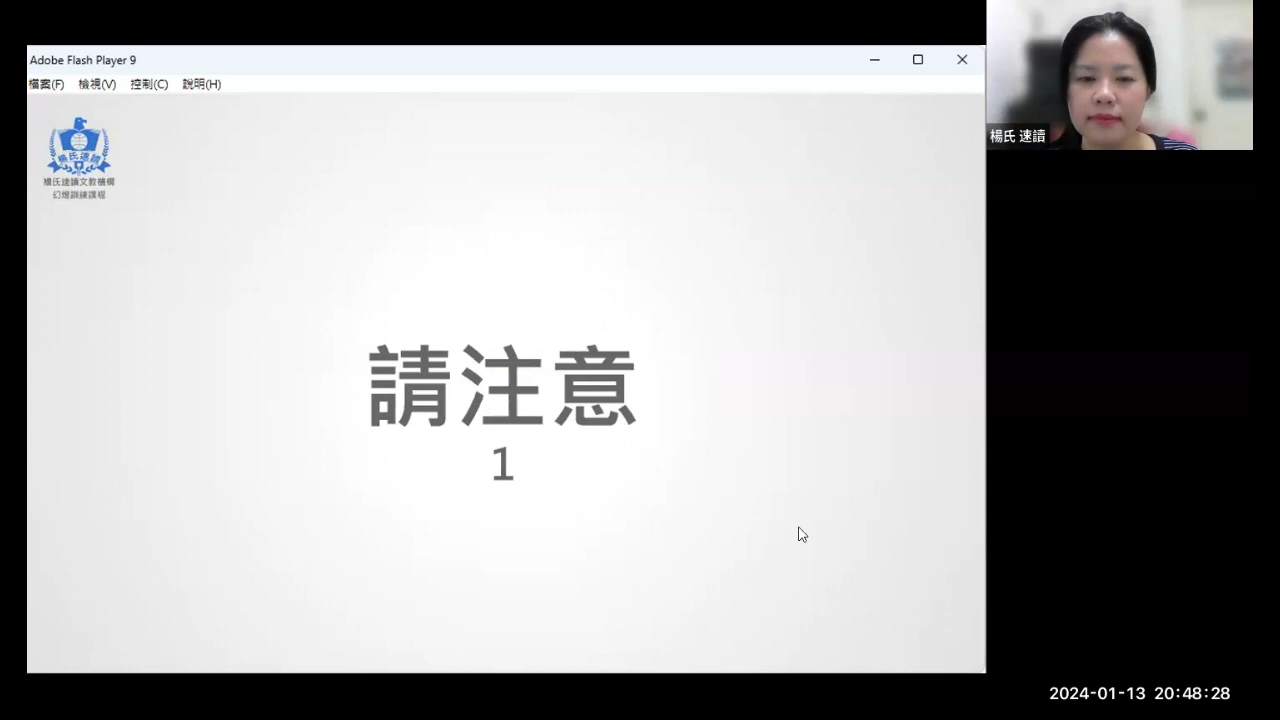 Adobe Flash Player 9
檔案(F) 檢視(V) 控制(C) 說明(H)
楊氏速讀
楊氏速讀文教機構
幻燈訓練課程
請注意
1
楊氏 速讀
2024-01-13 20:48:28